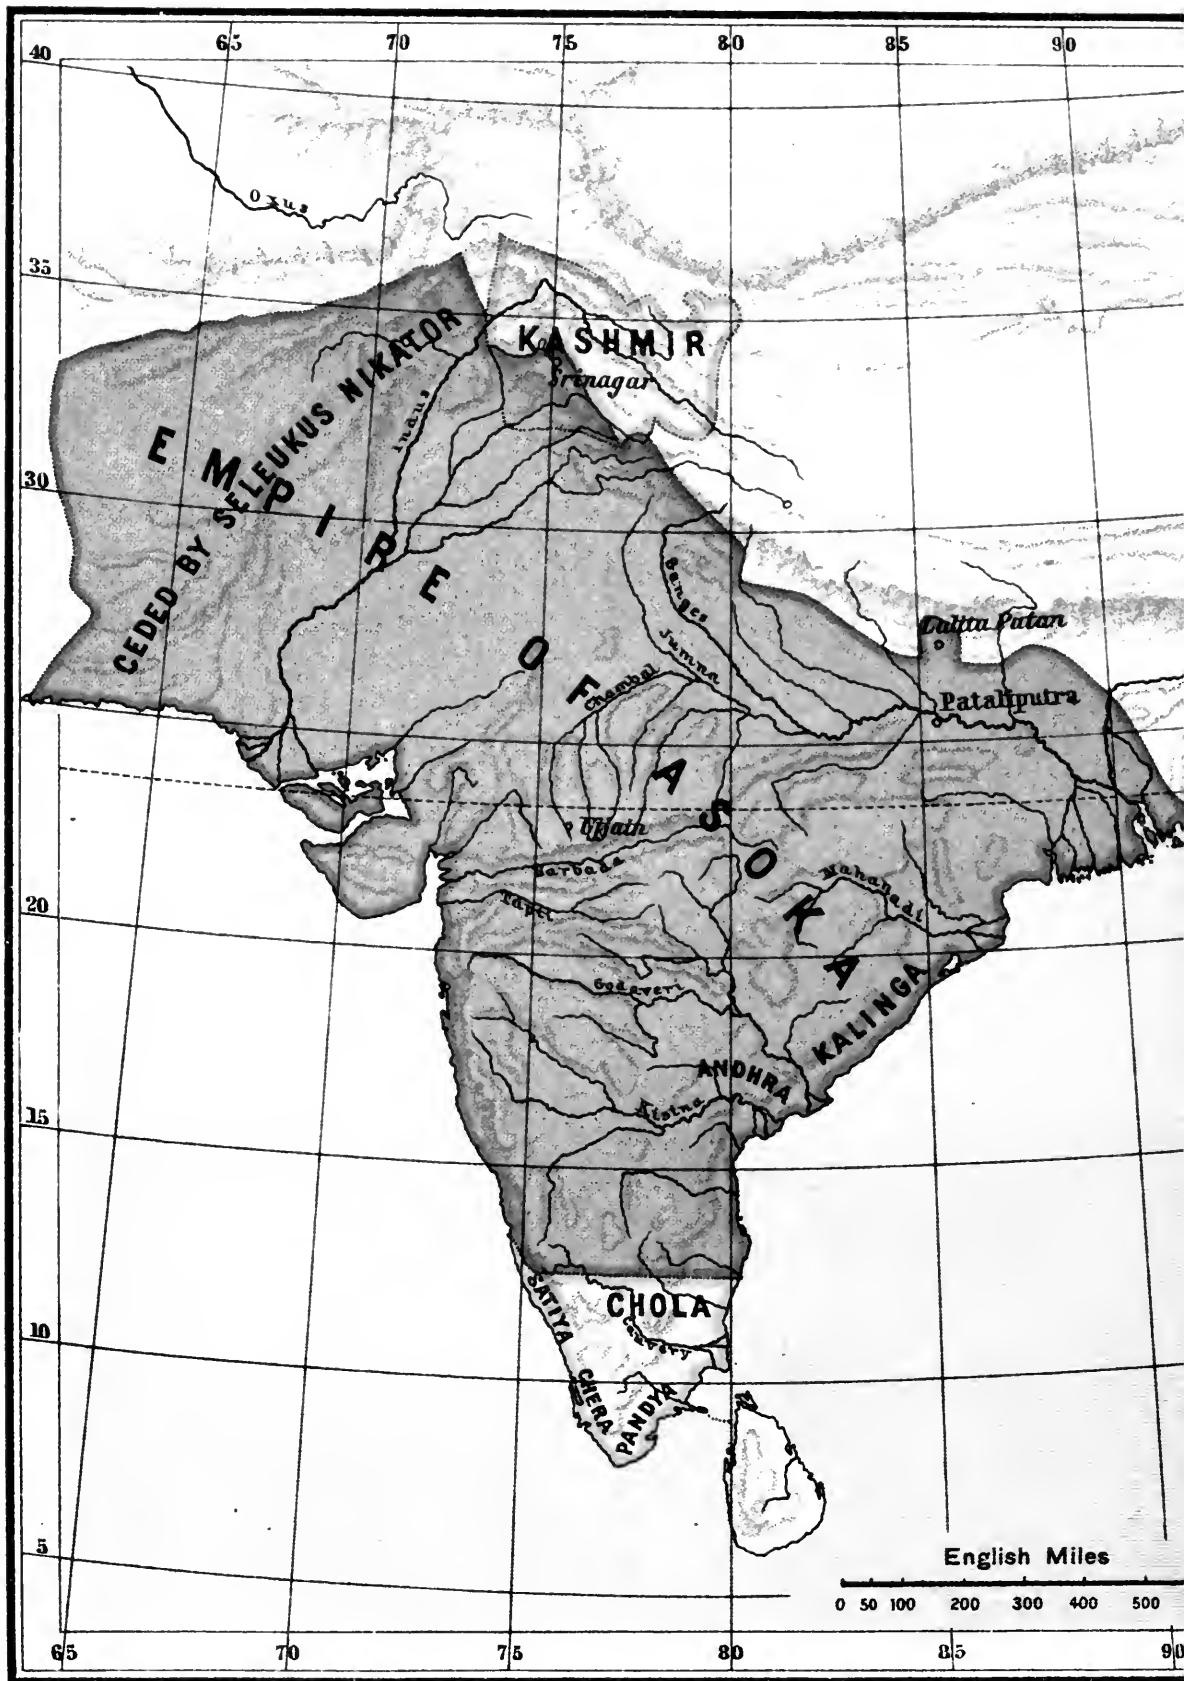 65 70 75 80 85 90
40
Oxus
35
KASHMIR
Srinagar
CEDED BY SELEUKUS NIKATOR
Indus
EMPIRE OF ASOKA
30
Ganges
Jumna
Chambal
Lalita Patan
Pataliputra
Ujjain
Narbada
Tapti
Mahanadi
20
Godaveri
KALINGA
ANDHRA
Kistna
15
SATIYA
CHOLA
Cauvery
10
CHERA
PANDYA
5
English Miles
0 50 100 200 300 400 500
65 70 75 80 85 90